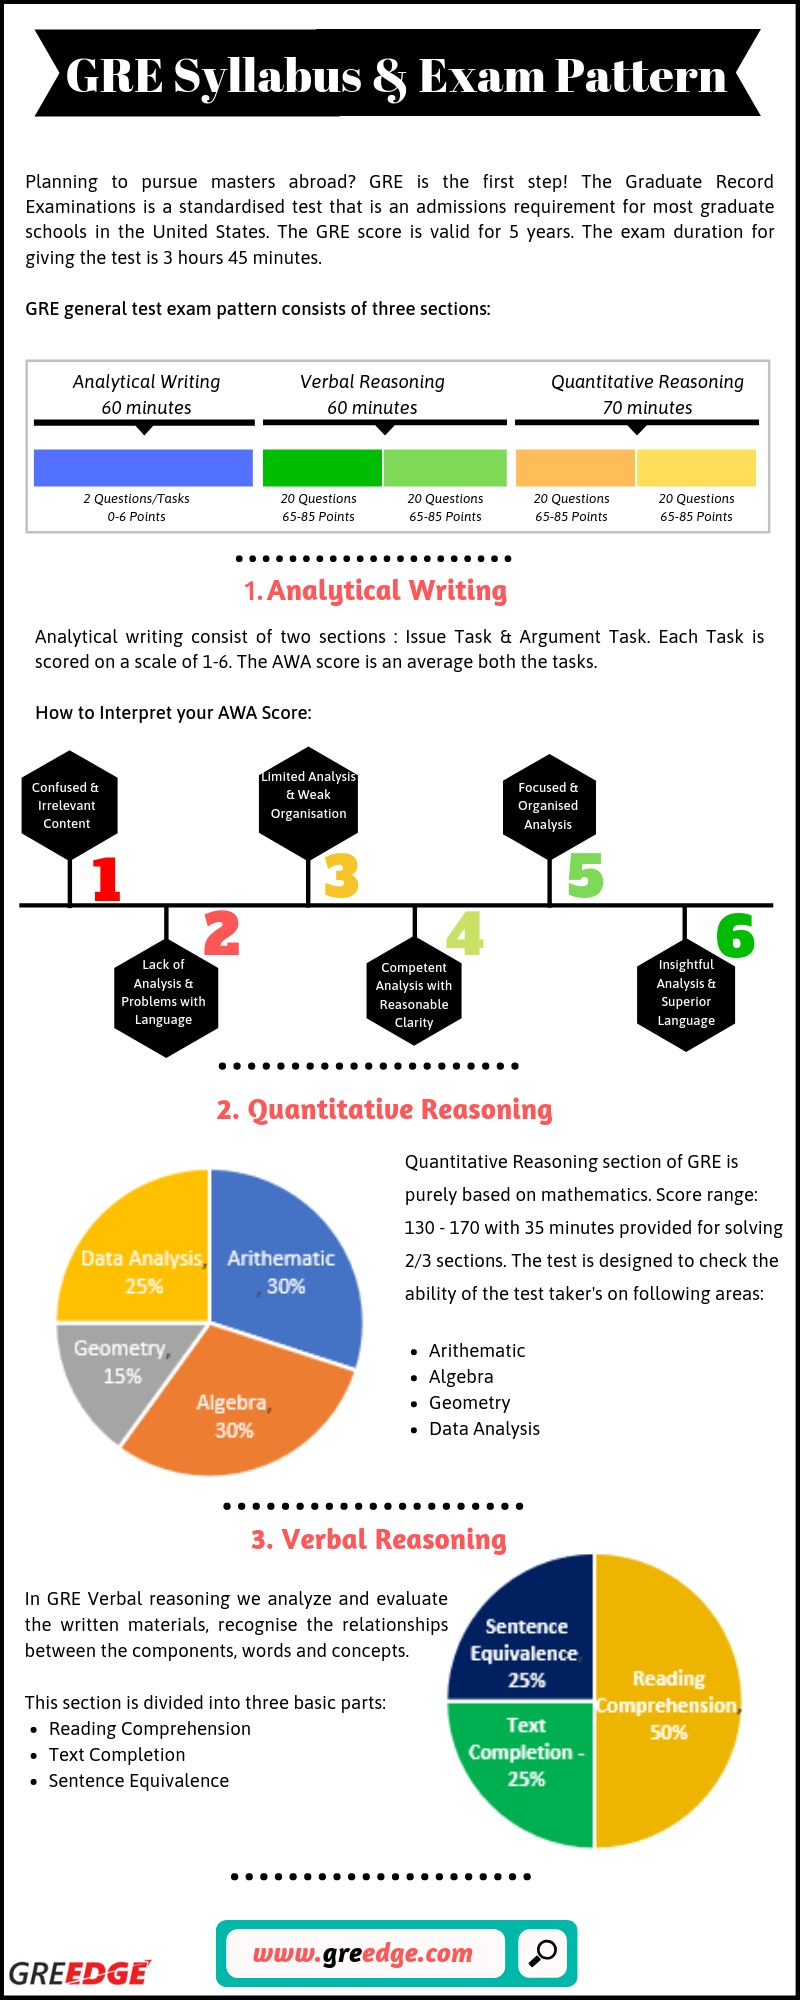 GRE Syllabus & Exam Pattern
Planning to pursue masters abroad? GRE is the first step! The Graduate Record
Examinations is a standardised test that is an admissions requirement for most graduate
schools in the United States. The GRE score is valid for 5 years. The exam duration for
giving the test is 3 hours 45 minutes.
GRE general test exam pattern consists of three sections:
Analytical Writing
60 minutes
Verbal Reasoning
60 minutes
Quantitative Reasoning
70 minutes
2 Questions/Tasks
0-6 Points
20 Questions
65-85 Points
20 Questions
65-85 Points
20 Questions
65-85 Points
20 Questions
65-85 Points
1. Analytical Writing
Analytical writing consist of two sections : Issue Task & Argument Task. Each Task is
scored on a scale of 1-6. The AWA score is an average both the tasks.
How to Interpret your AWA Score:
Confused &
Irrelevant
Content
1
Lack of
Analysis &
Problems with
Language
2
Limited Analysis
& Weak
Organisation
3
Competent
Analysis with
Reasonable
Clarity
4
Focused &
Organised
Analysis
5
Insightful
Analysis &
Superior
Language
6
2. Quantitative Reasoning
Data Analysis,
25%
Arithematic
, 30%
Geometry,
15%
Algebra,
30%
Quantitative Reasoning section of GRE is
purely based on mathematics. Score range:
130 - 170 with 35 minutes provided for solving
2/3 sections. The test is designed to check the
ability of the test taker's on following areas:
• Arithematic
• Algebra
• Geometry
• Data Analysis
3. Verbal Reasoning
In GRE Verbal reasoning we analyze and evaluate
the written materials, recognise the relationships
between the components, words and concepts.
This section is divided into three basic parts:
• Reading Comprehension
• Text Completion
• Sentence Equivalence
Sentence
Equivalence,
25%
Reading
Comprehension,
50%
Text
Completion -
25%
GREEDGE
www.greedge.com